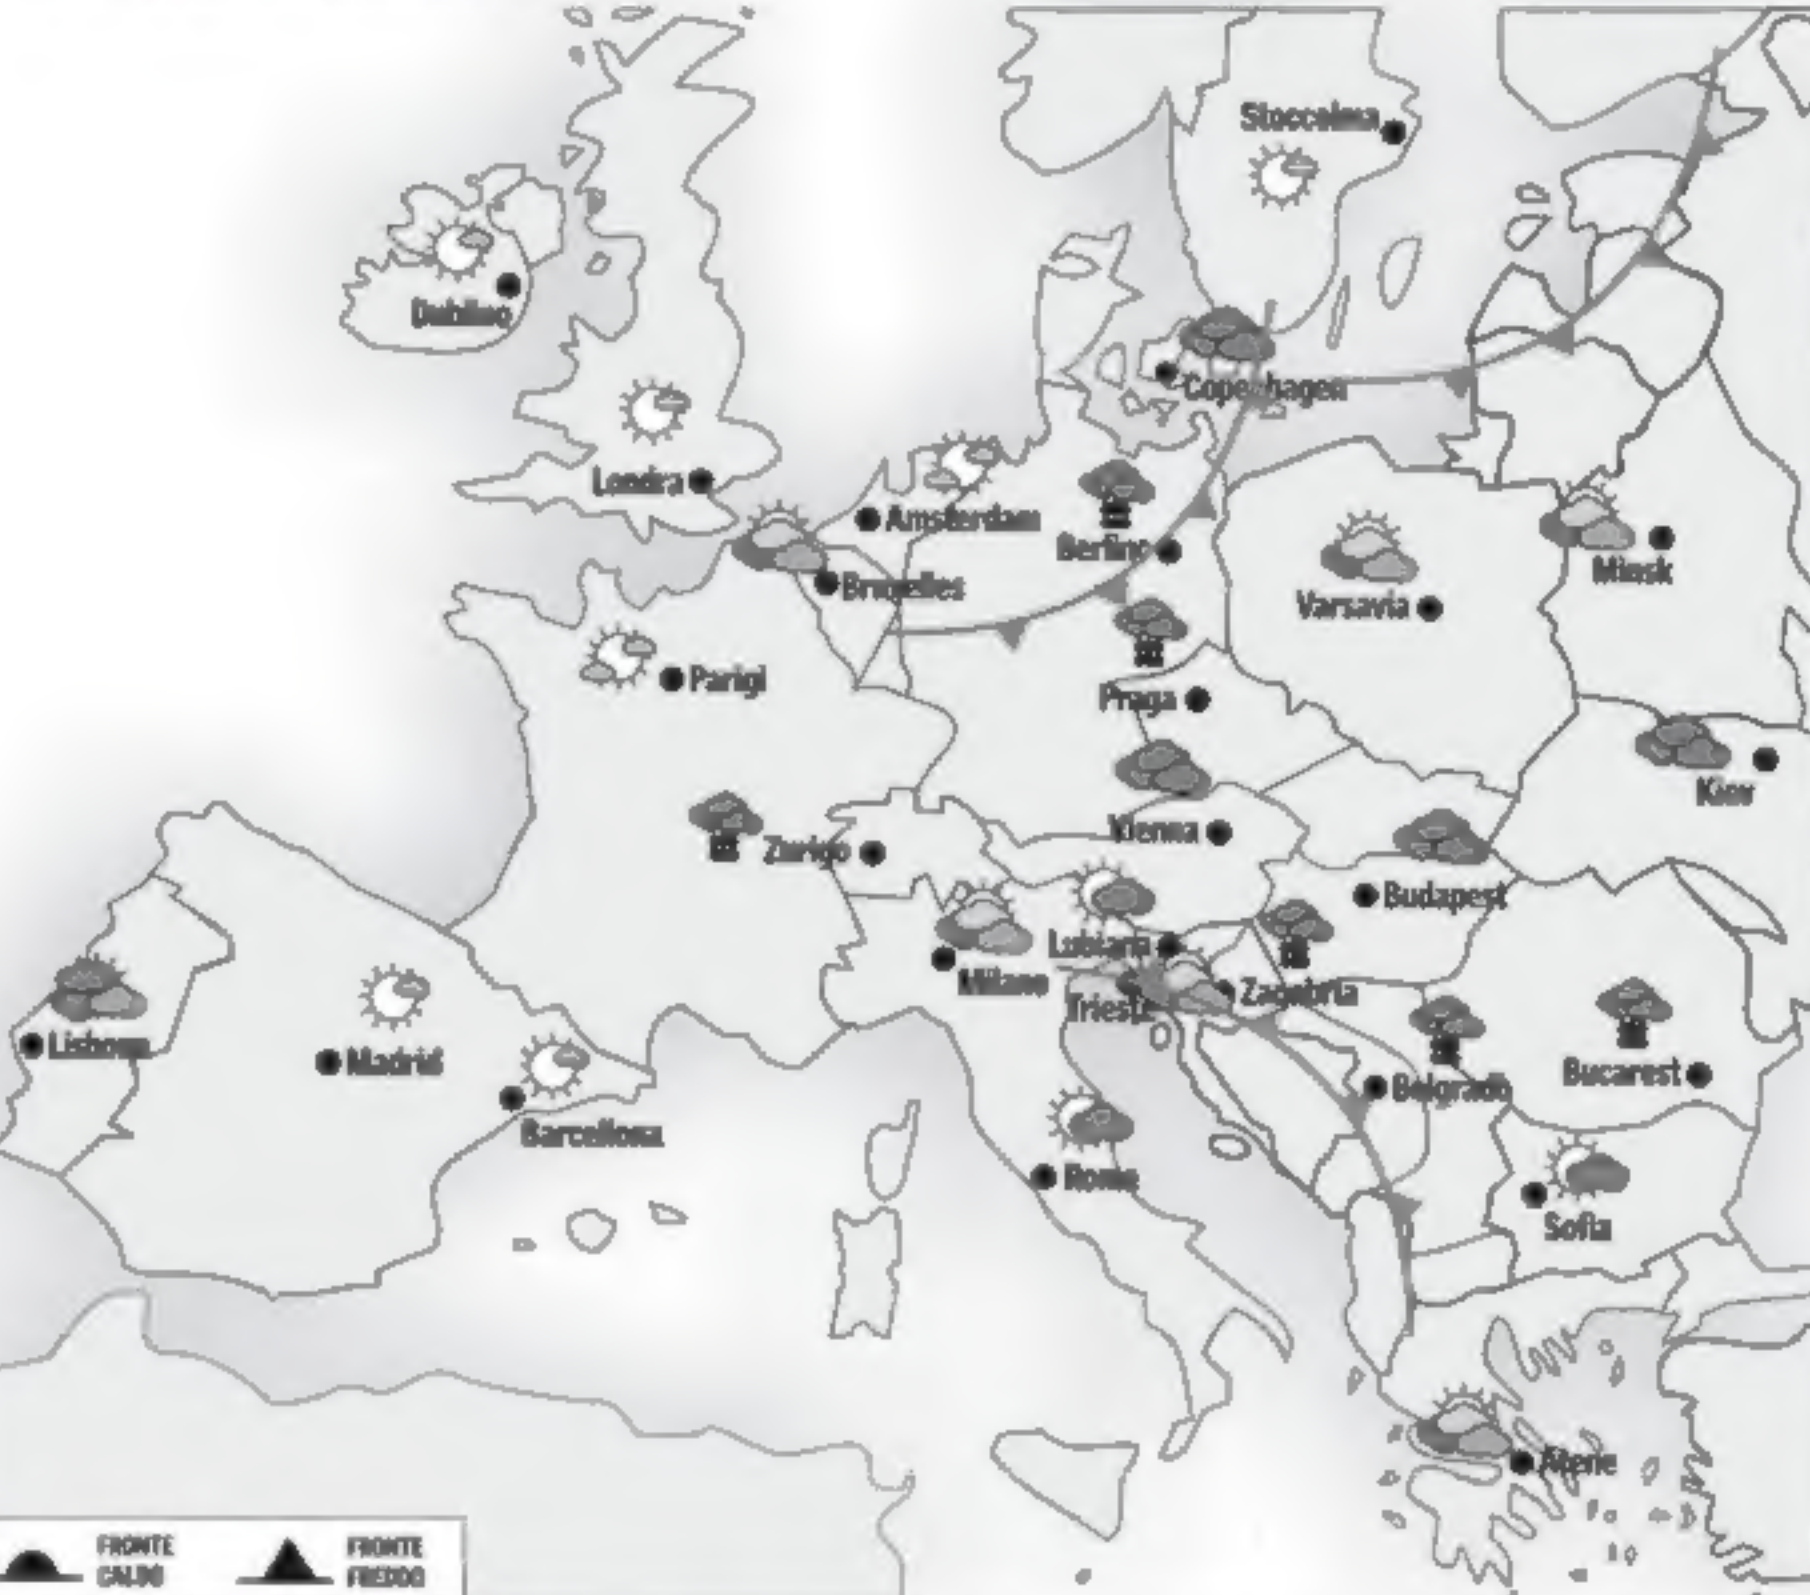 Stoccolma
Dublino
Copenhagen
Londra
Amsterdam
Berlino
Bruxelles
Minsk
Varsavia
Parigi
Praga
Kiev
Vienna
Zurigo
Budapest
Lubiana
Milano
Trieste
Zagabria
Lisbona
Madrid
Belgrado
Bucarest
Barcellona
Roma
Sofia
Atene
FRONTE
CALDO
FRONTE
FREDDO